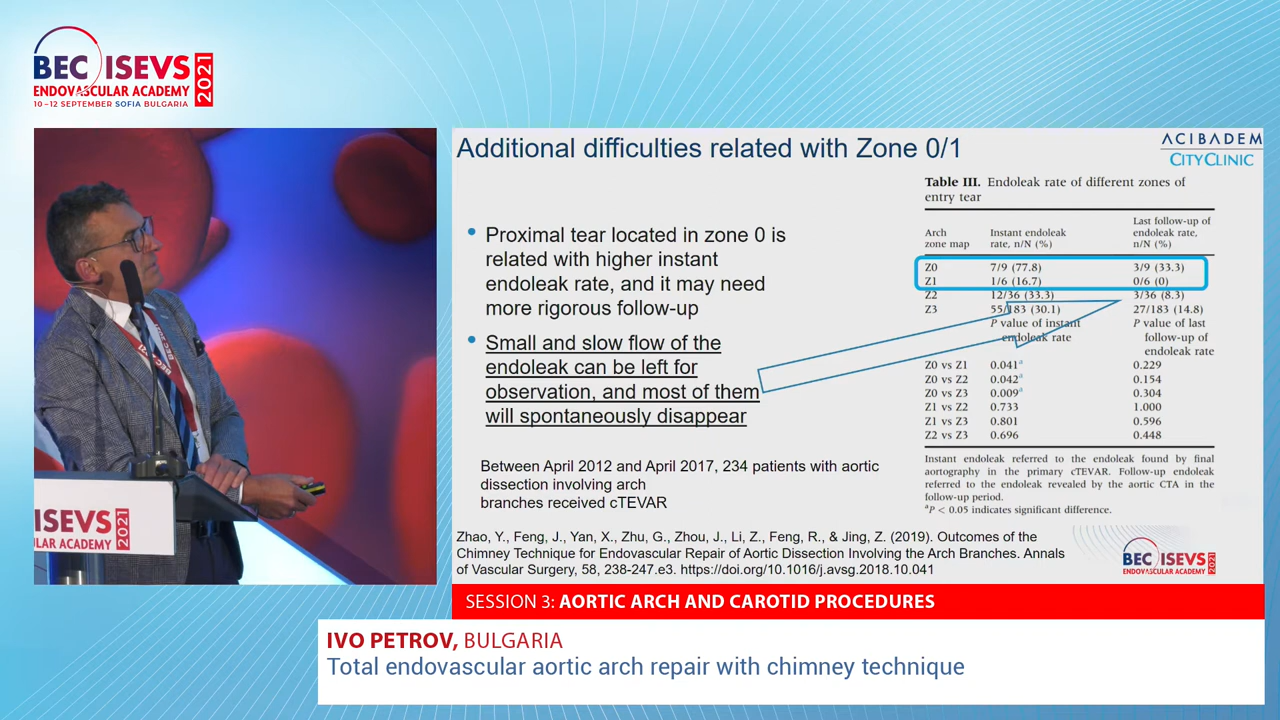 BEC ISEVS
ENDOVASCULAR ACADEMY
2021
10 – 12 SEPTEMBER SOFIA BULGARIA
ISEVS
LAR ACADEMY
2021
Additional difficulties related with Zone 0/1
ACIBADEM
CITYCLINIC
• Proximal tear located in zone 0 is
related with higher instant
endoleak rate, and it may need
more rigorous follow-up
• Small and slow flow of the
endoleak can be left for
observation, and most of them
will spontaneously disappear
Between April 2012 and April 2017, 234 patients with aortic
dissection involving arch
branches received cTEVAR
Table III. Endoleak rate of different zones of
entry tear
Arch zone map | Instant endoleak rate, n/N (%) | Last follow-up of endoleak rate, n/N (%)
Z0 7/9 (77.8) 3/9 (33.3)
Z1 1/6 (16.7) 0/6 (0)
Z2 12/36 (33.3) 3/36 (8.3)
Z3 55/183 (30.1) 27/183 (14.8)
P value of instant endoleak rate | P value of last follow-up of endoleak rate
Z0 vs Z1 0.041a 0.229
Z0 vs Z2 0.042a 0.154
Z0 vs Z3 0.009a 0.304
Z1 vs Z2 0.733 1.000
Z1 vs Z3 0.801 0.596
Z2 vs Z3 0.696 0.448
Instant endoleak referred to the endoleak found by final
aortography in the primary cTEVAR. Follow-up endoleak
referred to the endoleak revealed by the aortic CTA in the
follow-up period.
aP < 0.05 indicates significant difference.
Zhao, Y., Feng, J., Yan, X., Zhu, G., Zhou, J., Li, Z., Feng, R., & Jing, Z. (2019). Outcomes of the
Chimney Technique for Endovascular Repair of Aortic Dissection Involving the Arch Branches. Annals
of Vascular Surgery, 58, 238-247.e3. https://doi.org/10.1016/j.avsg.2018.10.041
BEC ISEVS
ENDOVASCULAR ACADEMY
2021
SESSION 3: AORTIC ARCH AND CAROTID PROCEDURES
IVO PETROV, BULGARIA
Total endovascular aortic arch repair with chimney technique